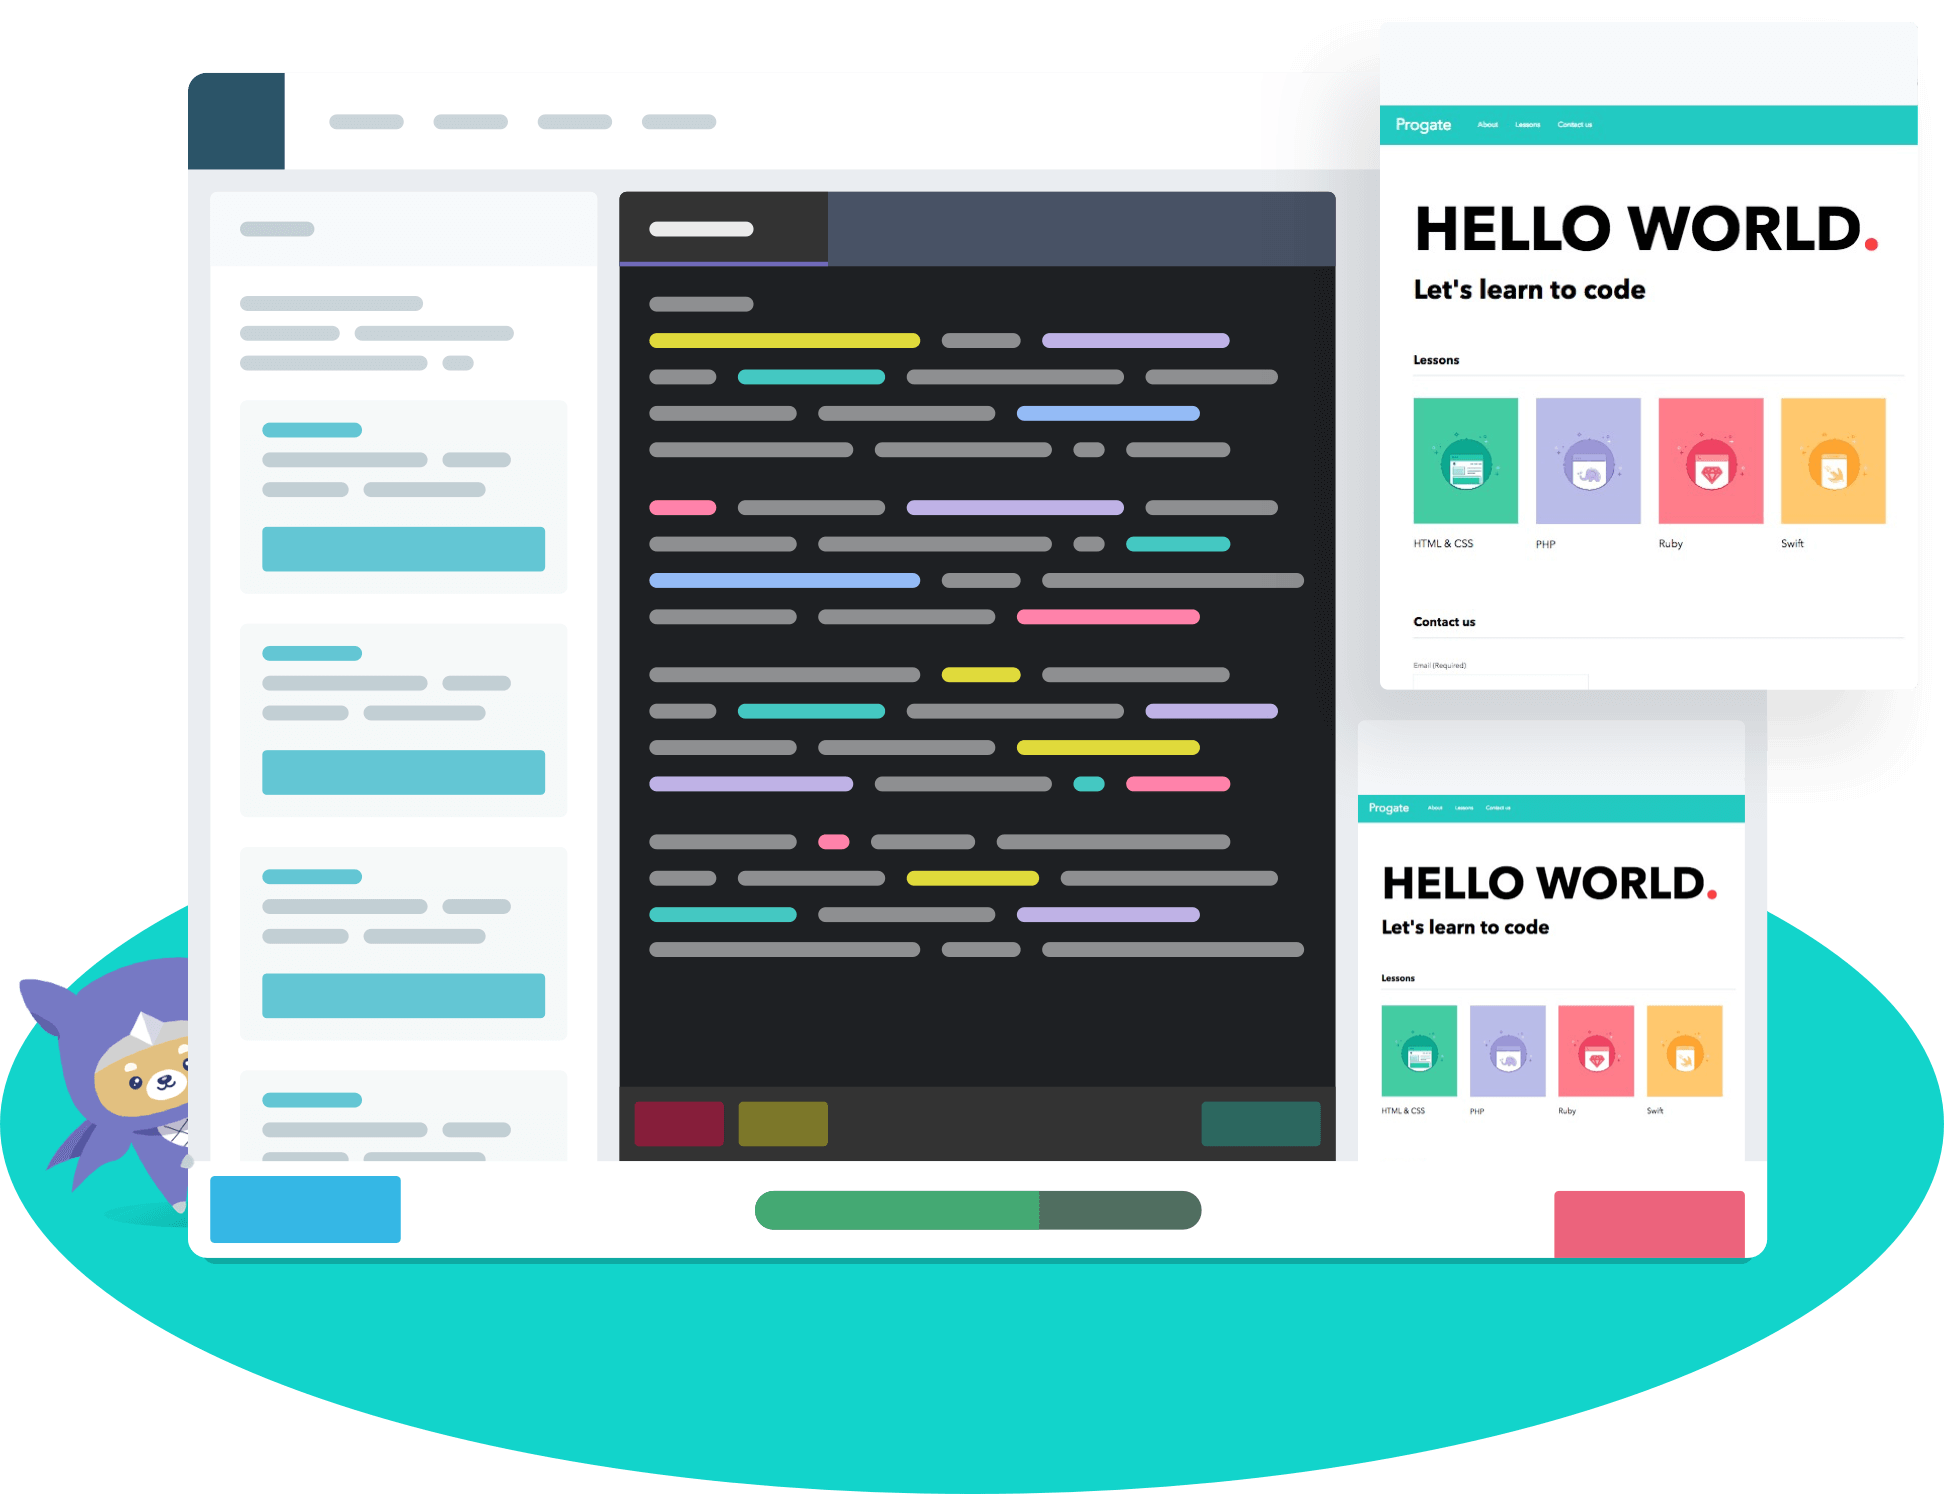 Progate About Lessons Contact us
HELLO WORLD.
Let's learn to code
Lessons
HTML & CSS PHP Ruby Swift
Contact us
Email (Required)
Progate About Lessons Contact us
HELLO WORLD.
Let's learn to code
Lessons
HTML & CSS PHP Ruby Swift